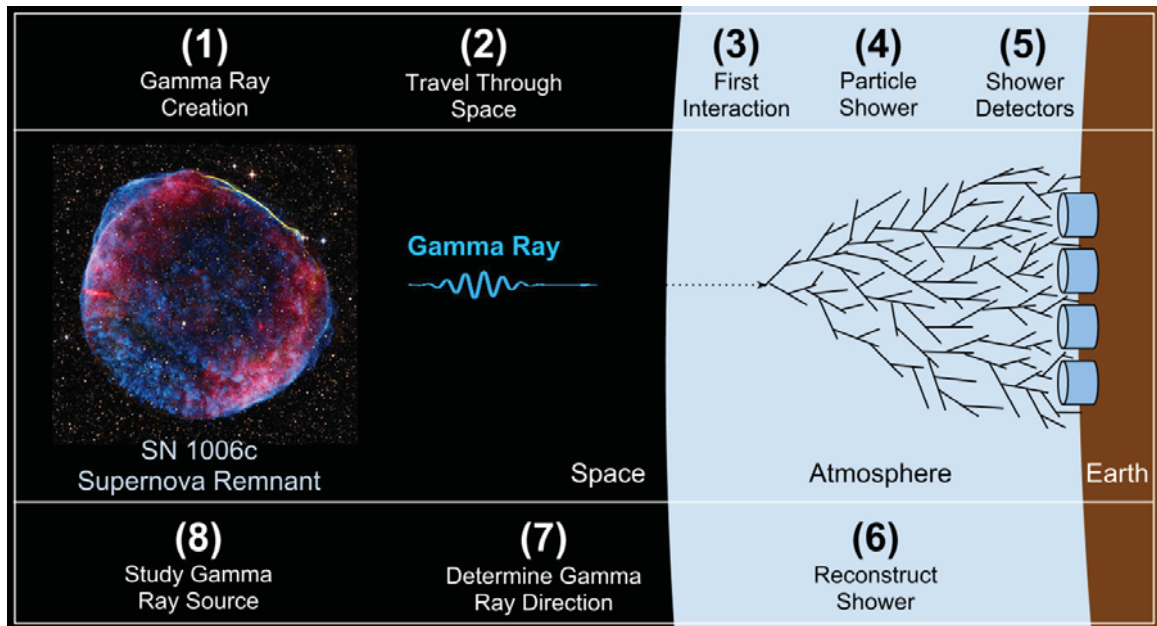 (1)
Gamma Ray
Creation
(2)
Travel Through
Space
(3)
First
Interaction
(4)
Particle
Shower
(5)
Shower
Detectors
Gamma Ray
SN 1006c
Supernova Remnant
Space
Atmosphere
Earth
(8)
Study Gamma
Ray Source
(7)
Determine Gamma
Ray Direction
(6)
Reconstruct
Shower